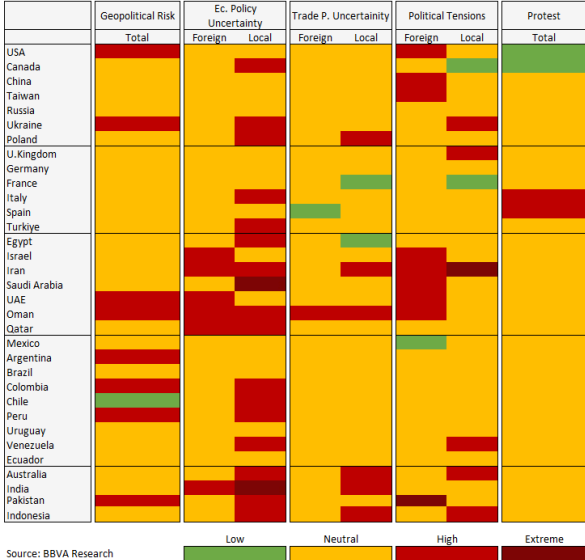 Geopolitical Risk Ec. Policy Uncertainty Trade P. Uncertainity Political Tensions Protest
Total Foreign Local Foreign Local Foreign Local Total
USA
Canada
China
Taiwan
Russia
Ukraine
Poland
U.Kingdom
Germany
France
Italy
Spain
Turkiye
Egypt
Israel
Iran
Saudi Arabia
UAE
Oman
Qatar
Mexico
Argentina
Brazil
Colombia
Chile
Peru
Uruguay
Venezuela
Ecuador
Australia
India
Pakistan
Indonesia
Low Neutral High Extreme
Source: BBVA Research